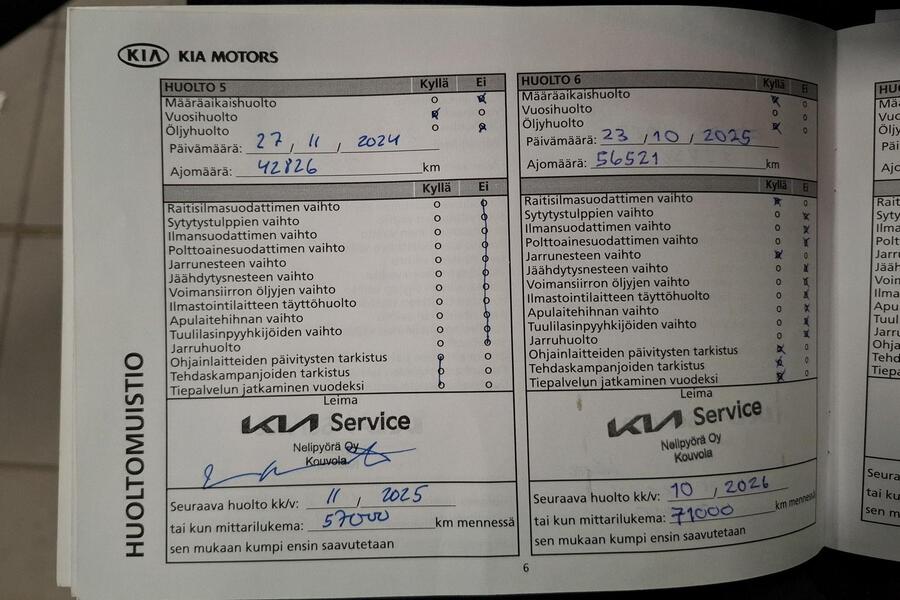 KIA KIA MOTORS
HUOLTO 5 Kyllä Ei
Määräaikaishuolto
Vuosihuolto
Öljyhuolto
Päivämäärä: 27 / 11 / 2024
Ajomäärä: 42826 km
Kyllä Ei
Raitisilmasuodattimen vaihto
Sytytystulppien vaihto
Ilmansuodattimen vaihto
Polttoainesuodattimen vaihto
Jarrunesteen vaihto
Jäähdytysnesteen vaihto
Voimansiirron öljyjen vaihto
Ilmastointilaitteen täyttöhuolto
Apulaitehihnan vaihto
Tuulilasinpyyhkijöiden vaihto
Jarruhuolto
Ohjainlaitteiden päivitysten tarkistus
Tehdaskampanjoiden tarkistus
Tiepalvelun jatkaminen vuodeksi
Leima
KIA Service
Nelipyörä Oy
Kouvola
Seuraava huolto kk/v: 11 / 2025
tai kun mittarilukema: 57000 km mennessä
sen mukaan kumpi ensin saavutetaan
HUOLTO 6 Kyllä Ei
Määräaikaishuolto
Vuosihuolto
Öljyhuolto
Päivämäärä: 23 / 10 / 2025
Ajomäärä: 56521 km
Kyllä Ei
Raitisilmasuodattimen vaihto
Sytytystulppien vaihto
Ilmansuodattimen vaihto
Polttoainesuodattimen vaihto
Jarrunesteen vaihto
Jäähdytysnesteen vaihto
Voimansiirron öljyjen vaihto
Ilmastointilaitteen täyttöhuolto
Apulaitehihnan vaihto
Tuulilasinpyyhkijöiden vaihto
Jarruhuolto
Ohjainlaitteiden päivitysten tarkistus
Tehdaskampanjoiden tarkistus
Tiepalvelun jatkaminen vuodeksi
Leima
KIA Service
Nelipyörä Oy
Kouvola
Seuraava huolto kk/v: 10 / 2026
tai kun mittarilukema: 71000 km mennessä
sen mukaan kumpi ensin saavutetaan
HUOLTOMUISTIO
6